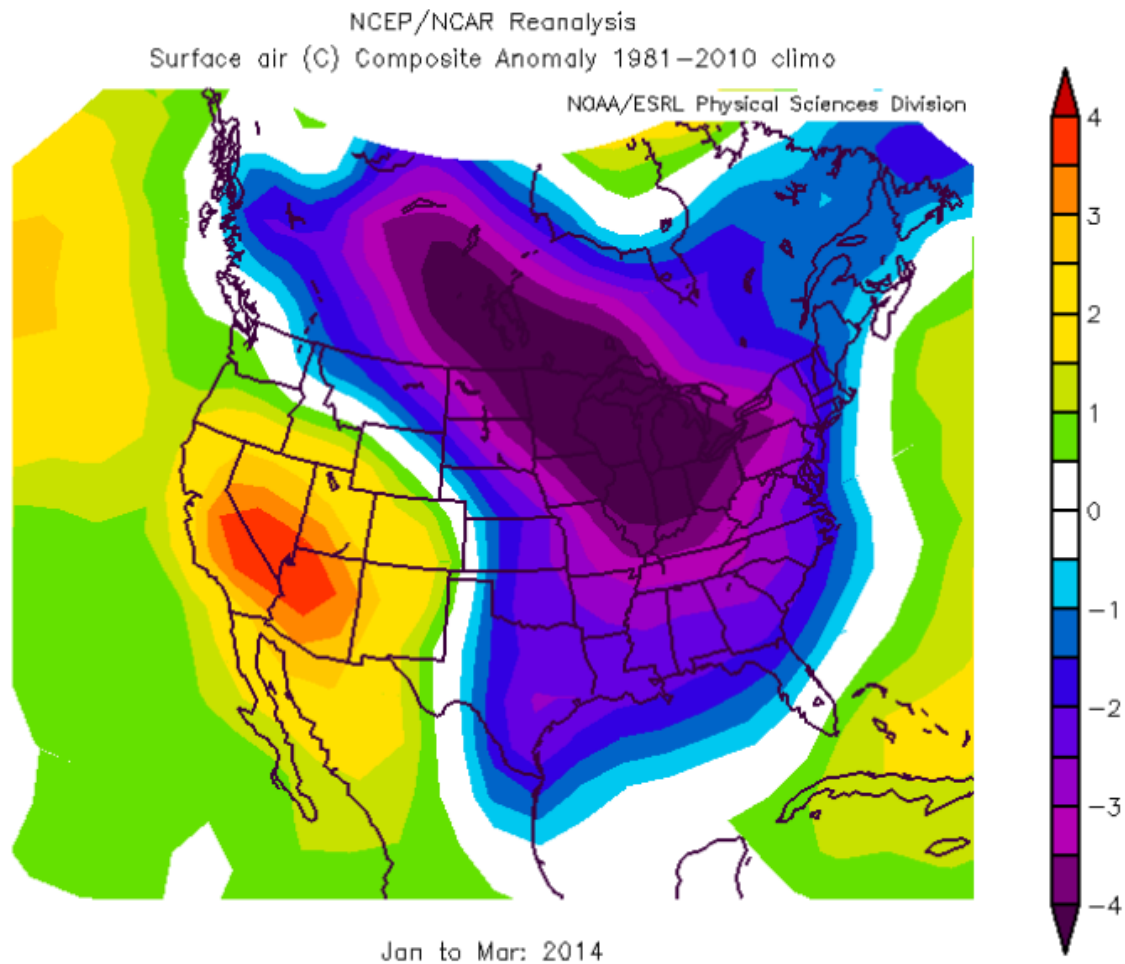 NCEP/NCAR Reanalysis
Surface air (C) Composite Anomaly 1981-2010 climo
NOAA/ESRL Physical Sciences Division
4
3
2
1
0
-1
-2
-3
-4
Jan to Mar: 2014